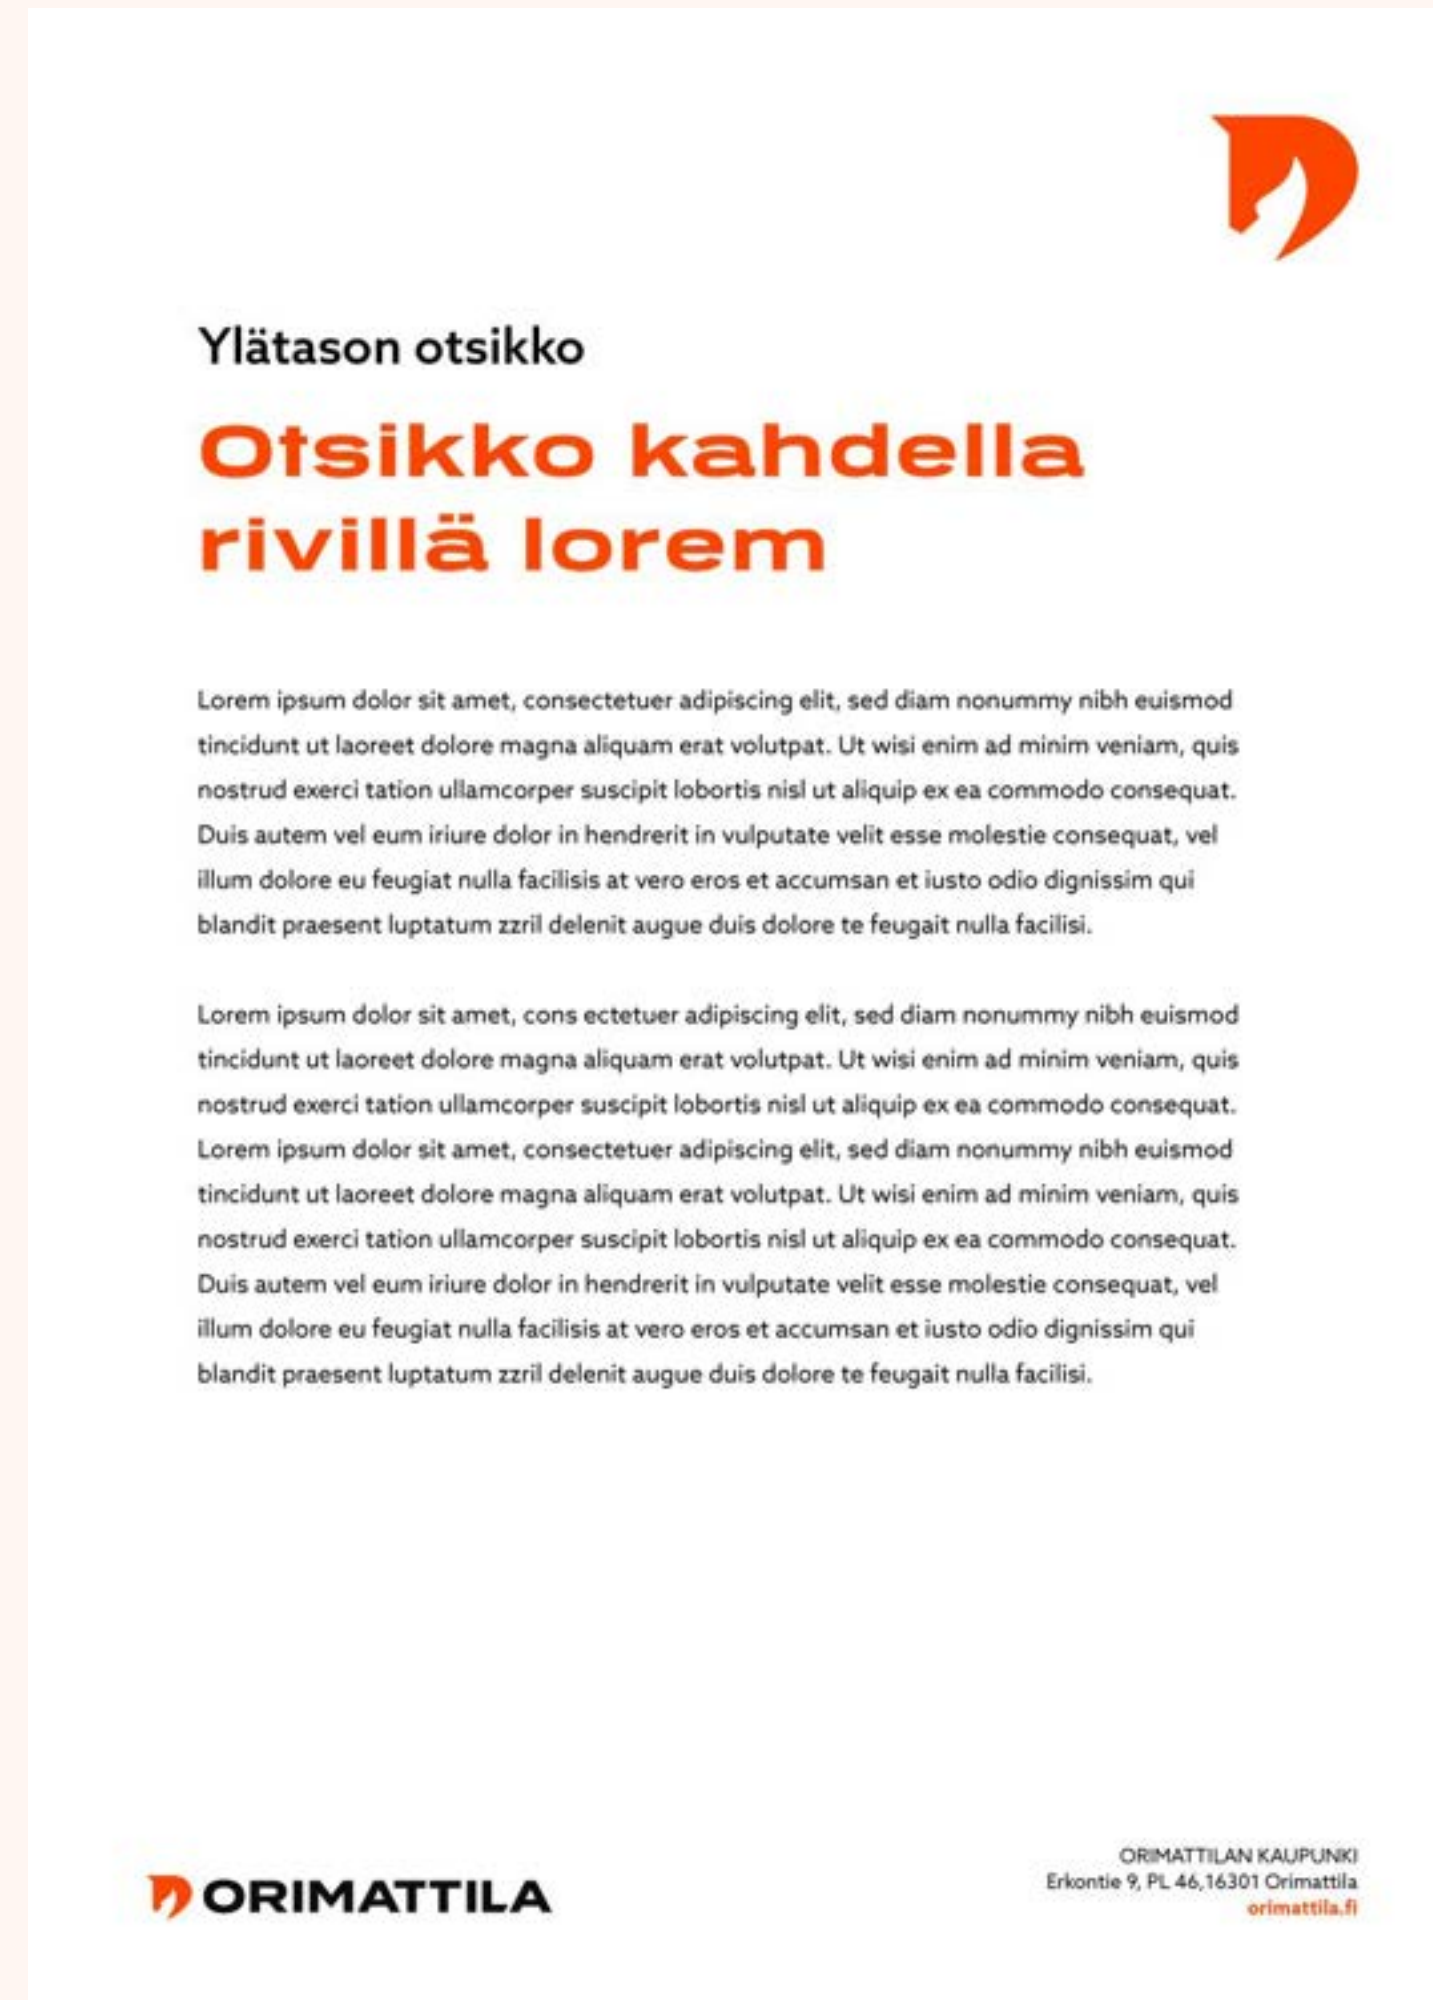 Ylätason otsikko
Otsikko kahdella
rivillä lorem
Lorem ipsum dolor sit amet, consectetuer adipiscing elit, sed diam nonummy nibh euismod
tincidunt ut laoreet dolore magna aliquam erat volutpat. Ut wisi enim ad minim veniam, quis
nostrud exerci tation ullamcorper suscipit lobortis nisl ut aliquip ex ea commodo consequat.
Duis autem vel eum iriure dolor in hendrerit in vulputate velit esse molestie consequat, vel
illum dolore eu feugiat nulla facilisis at vero eros et accumsan et iusto odio dignissim qui
blandit praesent luptatum zzril delenit augue duis dolore te feugait nulla facilisi.
Lorem ipsum dolor sit amet, cons ectetuer adipiscing elit, sed diam nonummy nibh euismod
tincidunt ut laoreet dolore magna aliquam erat volutpat. Ut wisi enim ad minim veniam, quis
nostrud exerci tation ullamcorper suscipit lobortis nisl ut aliquip ex ea commodo consequat.
Lorem ipsum dolor sit amet, consectetuer adipiscing elit, sed diam nonummy nibh euismod
tincidunt ut laoreet dolore magna aliquam erat volutpat. Ut wisi enim ad minim veniam, quis
nostrud exerci tation ullamcorper suscipit lobortis nisl ut aliquip ex ea commodo consequat.
Duis autem vel eum iriure dolor in hendrerit in vulputate velit esse molestie consequat, vel
illum dolore eu feugiat nulla facilisis at vero eros et accumsan et iusto odio dignissim qui
blandit praesent luptatum zzril delenit augue duis dolore te feugait nulla facilisi.
ORIMATTILA
ORIMATTILAN KAUPUNKI
Erkontie 9, PL 46,16301 Orimattila
orimattila.fi